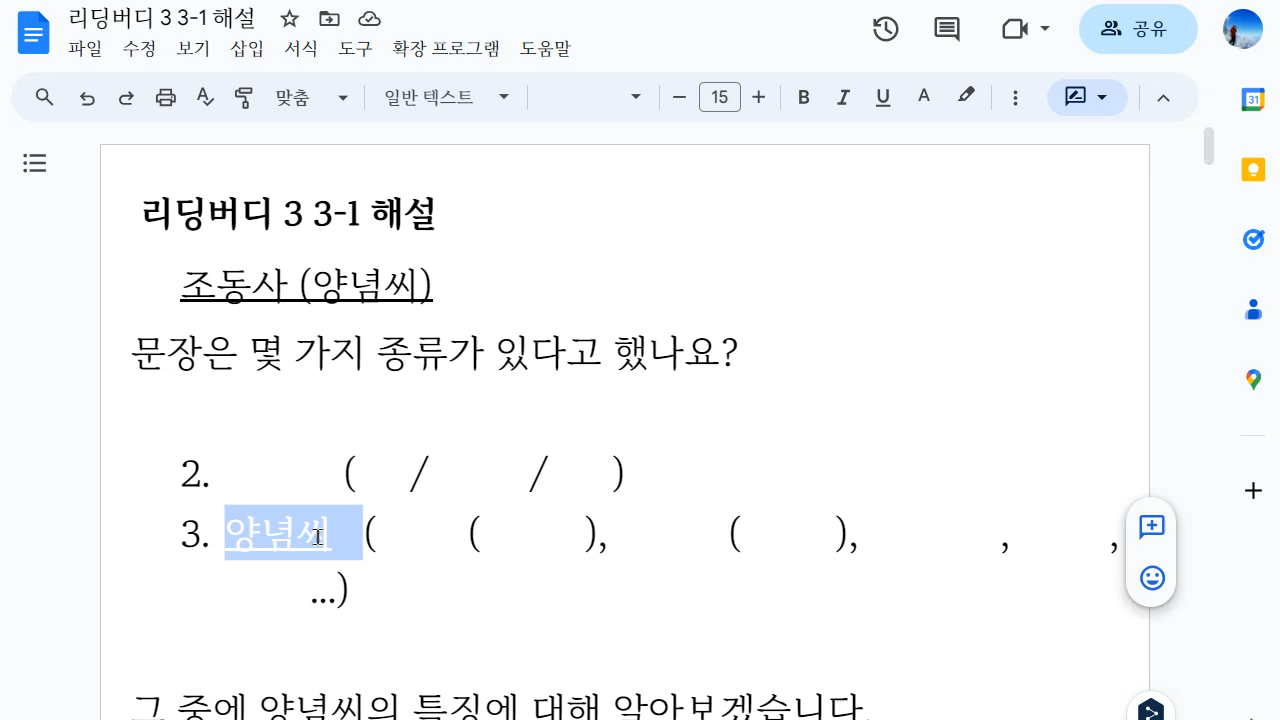 리딩버디 3 3-1 해설
파일 수정 보기 삽입 서식 도구 확장 프로그램 도움말
공유
맞춤 일반 텍스트 - 15 + B I U A
31
리딩버디 3 3-1 해설
조동사 (양념씨)
문장은 몇 가지 종류가 있다고 했나요?
2. ( / / )
3. 양념씨 ( ( ), ( ), , ,
...)
그 중에 양념씨의 특징에 대해 알아보겠습니다.